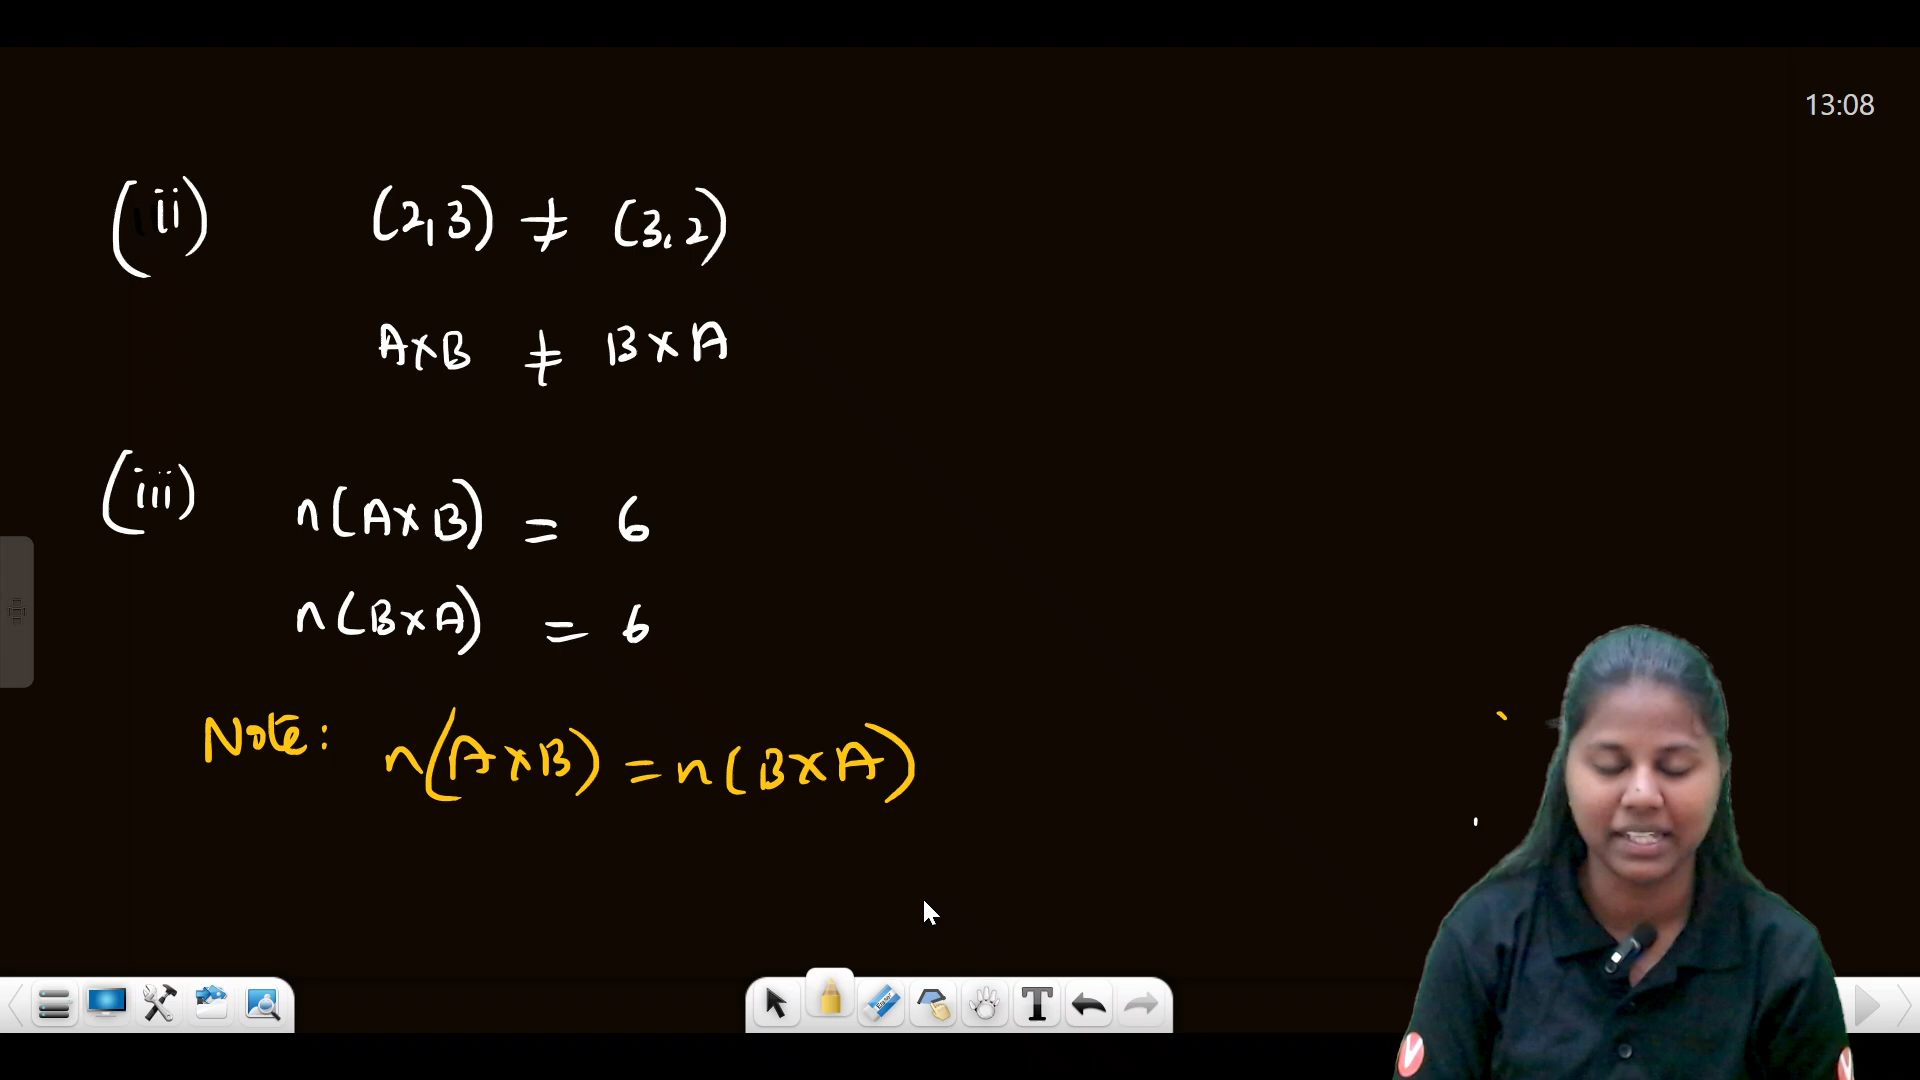 13:08
(ii) (2,3) ≠ (3,2)
A×B ≠ B×A
(iii) n(A×B) = 6
n(B×A) = 6
Note: n(A×B) = n(B×A)
T
V